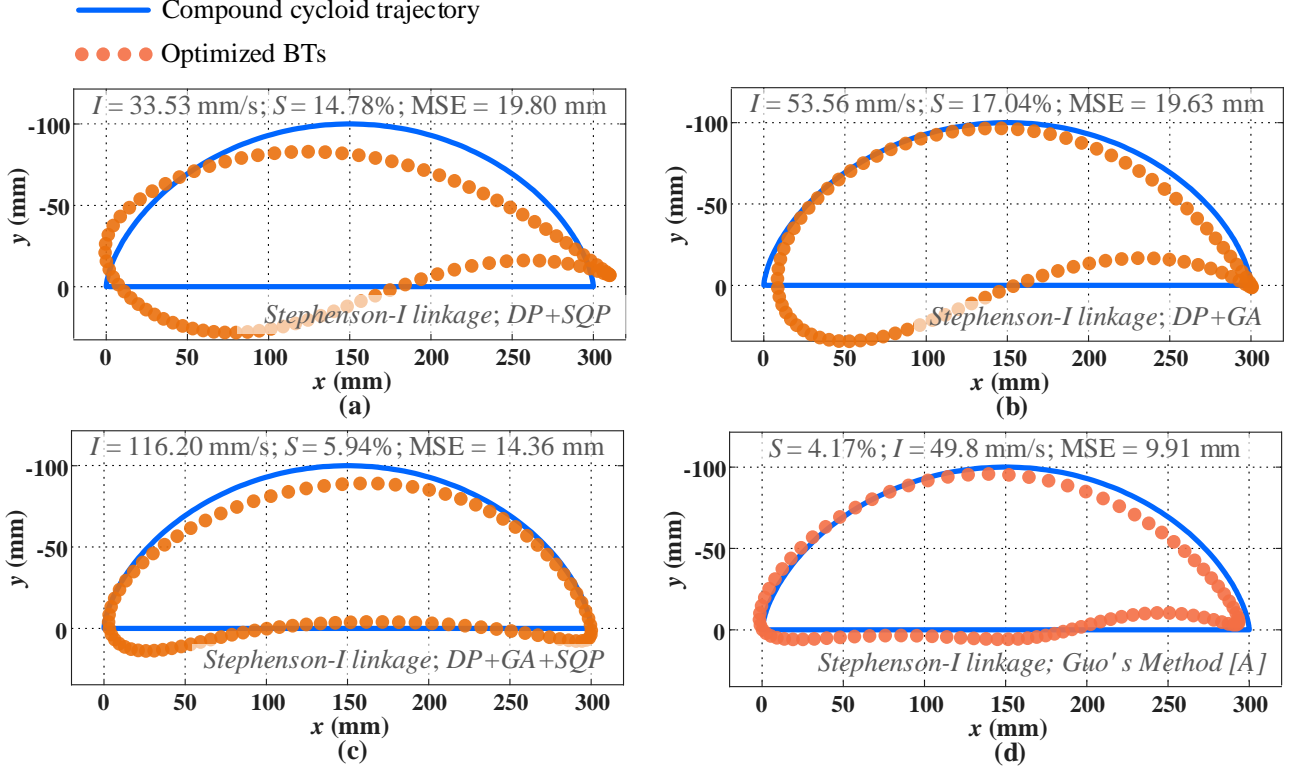 Compound cycloid trajectory
Optimized BTs
I = 33.53 mm/s; S = 14.78%; MSE = 19.80 mm
-100
-50
0
y (mm)
Stephenson-I linkage; DP+SQP
0 50 100 150 200 250 300
x (mm)
(a)
I = 53.56 mm/s; S = 17.04%; MSE = 19.63 mm
-100
-50
0
y (mm)
Stephenson-I linkage; DP+GA
0 50 100 150 200 250 300
x (mm)
(b)
I = 116.20 mm/s; S = 5.94%; MSE = 14.36 mm
-100
-50
0
y (mm)
Stephenson-I linkage; DP+GA+SQP
0 50 100 150 200 250 300
x (mm)
(c)
S = 4.17%; I = 49.8 mm/s; MSE = 9.91 mm
-100
-50
0
y (mm)
Stephenson-I linkage; Guo's Method [A]
0 50 100 150 200 250 300
x (mm)
(d)